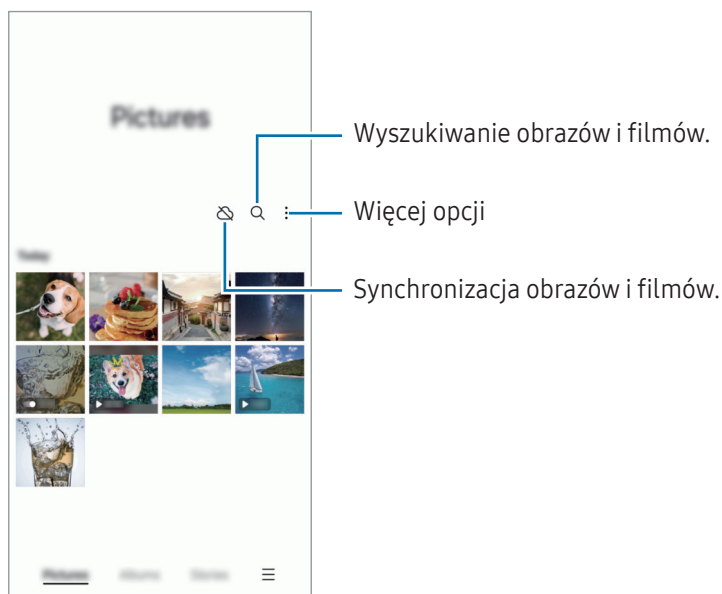 Pictures
Wyszukiwanie obrazów i filmów.
Więcej opcji
Synchronizacja obrazów i filmów.
Today
Pictures Albums Stories